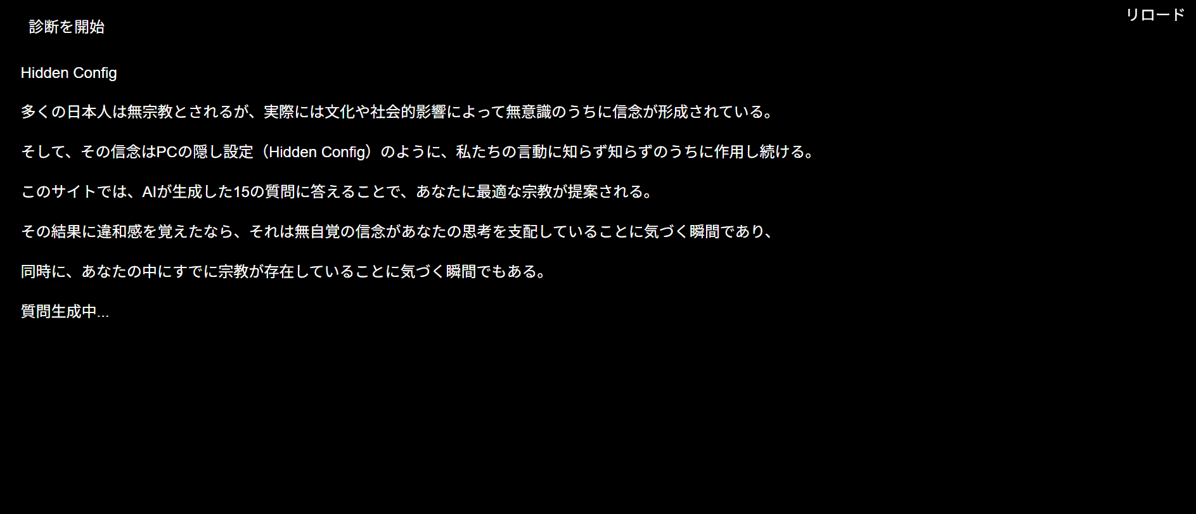 診断を開始
リロード
Hidden Config
多くの日本人は無宗教とされるが、実際には文化や社会的影響によって無意識のうちに信念が形成されている。
そして、その信念はPCの隠し設定（Hidden Config）のように、私たちの言動に知らず知らずのうちに作用し続ける。
このサイトでは、AIが生成した15の質問に答えることで、あなたに最適な宗教が提案される。
その結果に違和感を覚えたなら、それは無自覚の信念があなたの思考を支配していることに気づく瞬間であり、
同時に、あなたの中にすでに宗教が存在していることに気づく瞬間でもある。
質問生成中...